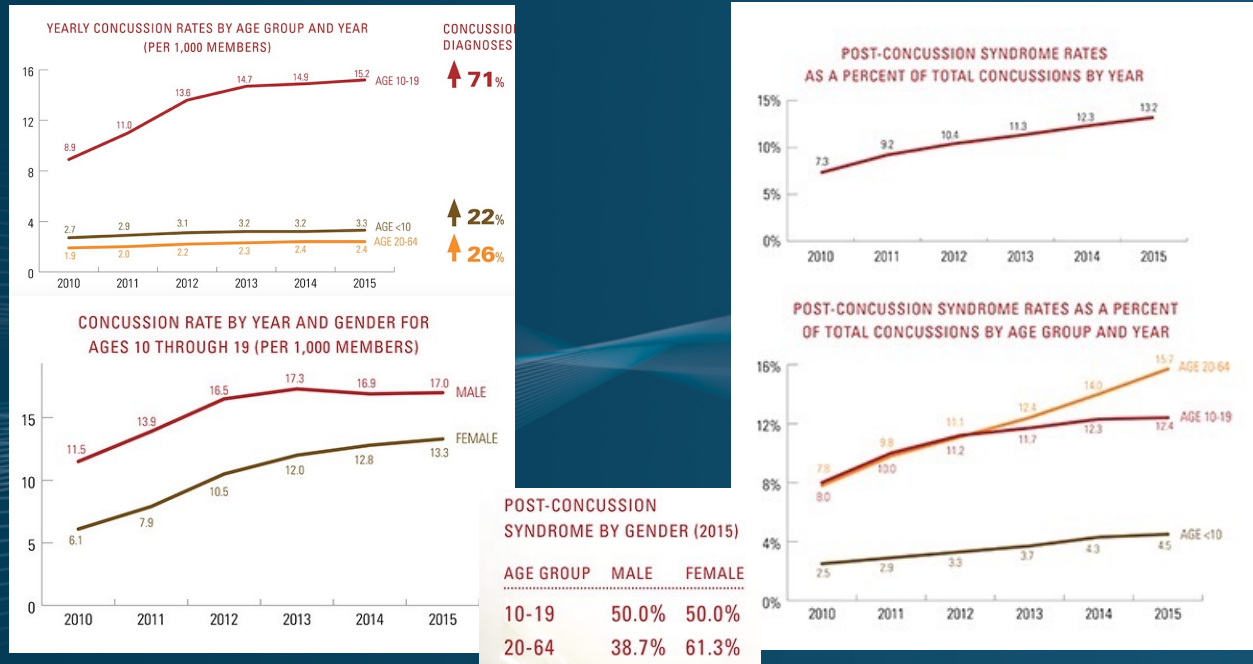 YEARLY CONCUSSION RATES BY AGE GROUP AND YEAR
(PER 1,000 MEMBERS)
CONCUSSION
DIAGNOSES
16
12
8
4
0
8.9 11.0 13.6 14.7 14.9 15.2 AGE 10-19
71%
2.7 2.9 3.1 3.2 3.2 3.3 AGE <10
22%
1.9 2.0 2.2 2.3 2.4 2.4 AGE 20-64
26%
2010 2011 2012 2013 2014 2015
CONCUSSION RATE BY YEAR AND GENDER FOR
AGES 10 THROUGH 19 (PER 1,000 MEMBERS)
15
10
5
0
11.5 13.9 16.5 17.3 16.9 17.0 MALE
6.1 7.9 10.5 12.0 12.8 13.3 FEMALE
2010 2011 2012 2013 2014 2015
POST-CONCUSSION
SYNDROME BY GENDER (2015)
AGE GROUP MALE FEMALE
10-19 50.0% 50.0%
20-64 38.7% 61.3%
POST-CONCUSSION SYNDROME RATES
AS A PERCENT OF TOTAL CONCUSSIONS BY YEAR
15%
10%
5%
0%
7.3 9.2 10.4 11.3 12.3 13.2
2010 2011 2012 2013 2014 2015
POST-CONCUSSION SYNDROME RATES AS A PERCENT
OF TOTAL CONCUSSIONS BY AGE GROUP AND YEAR
16%
12%
8%
4%
0%
7.8 9.8 11.1 12.4 14.0 15.7 AGE 20-64
8.0 10.0 11.2 11.7 12.3 12.4 AGE 10-19
2.5 2.9 3.3 3.7 4.3 4.5 AGE <10
2010 2011 2012 2013 2014 2015